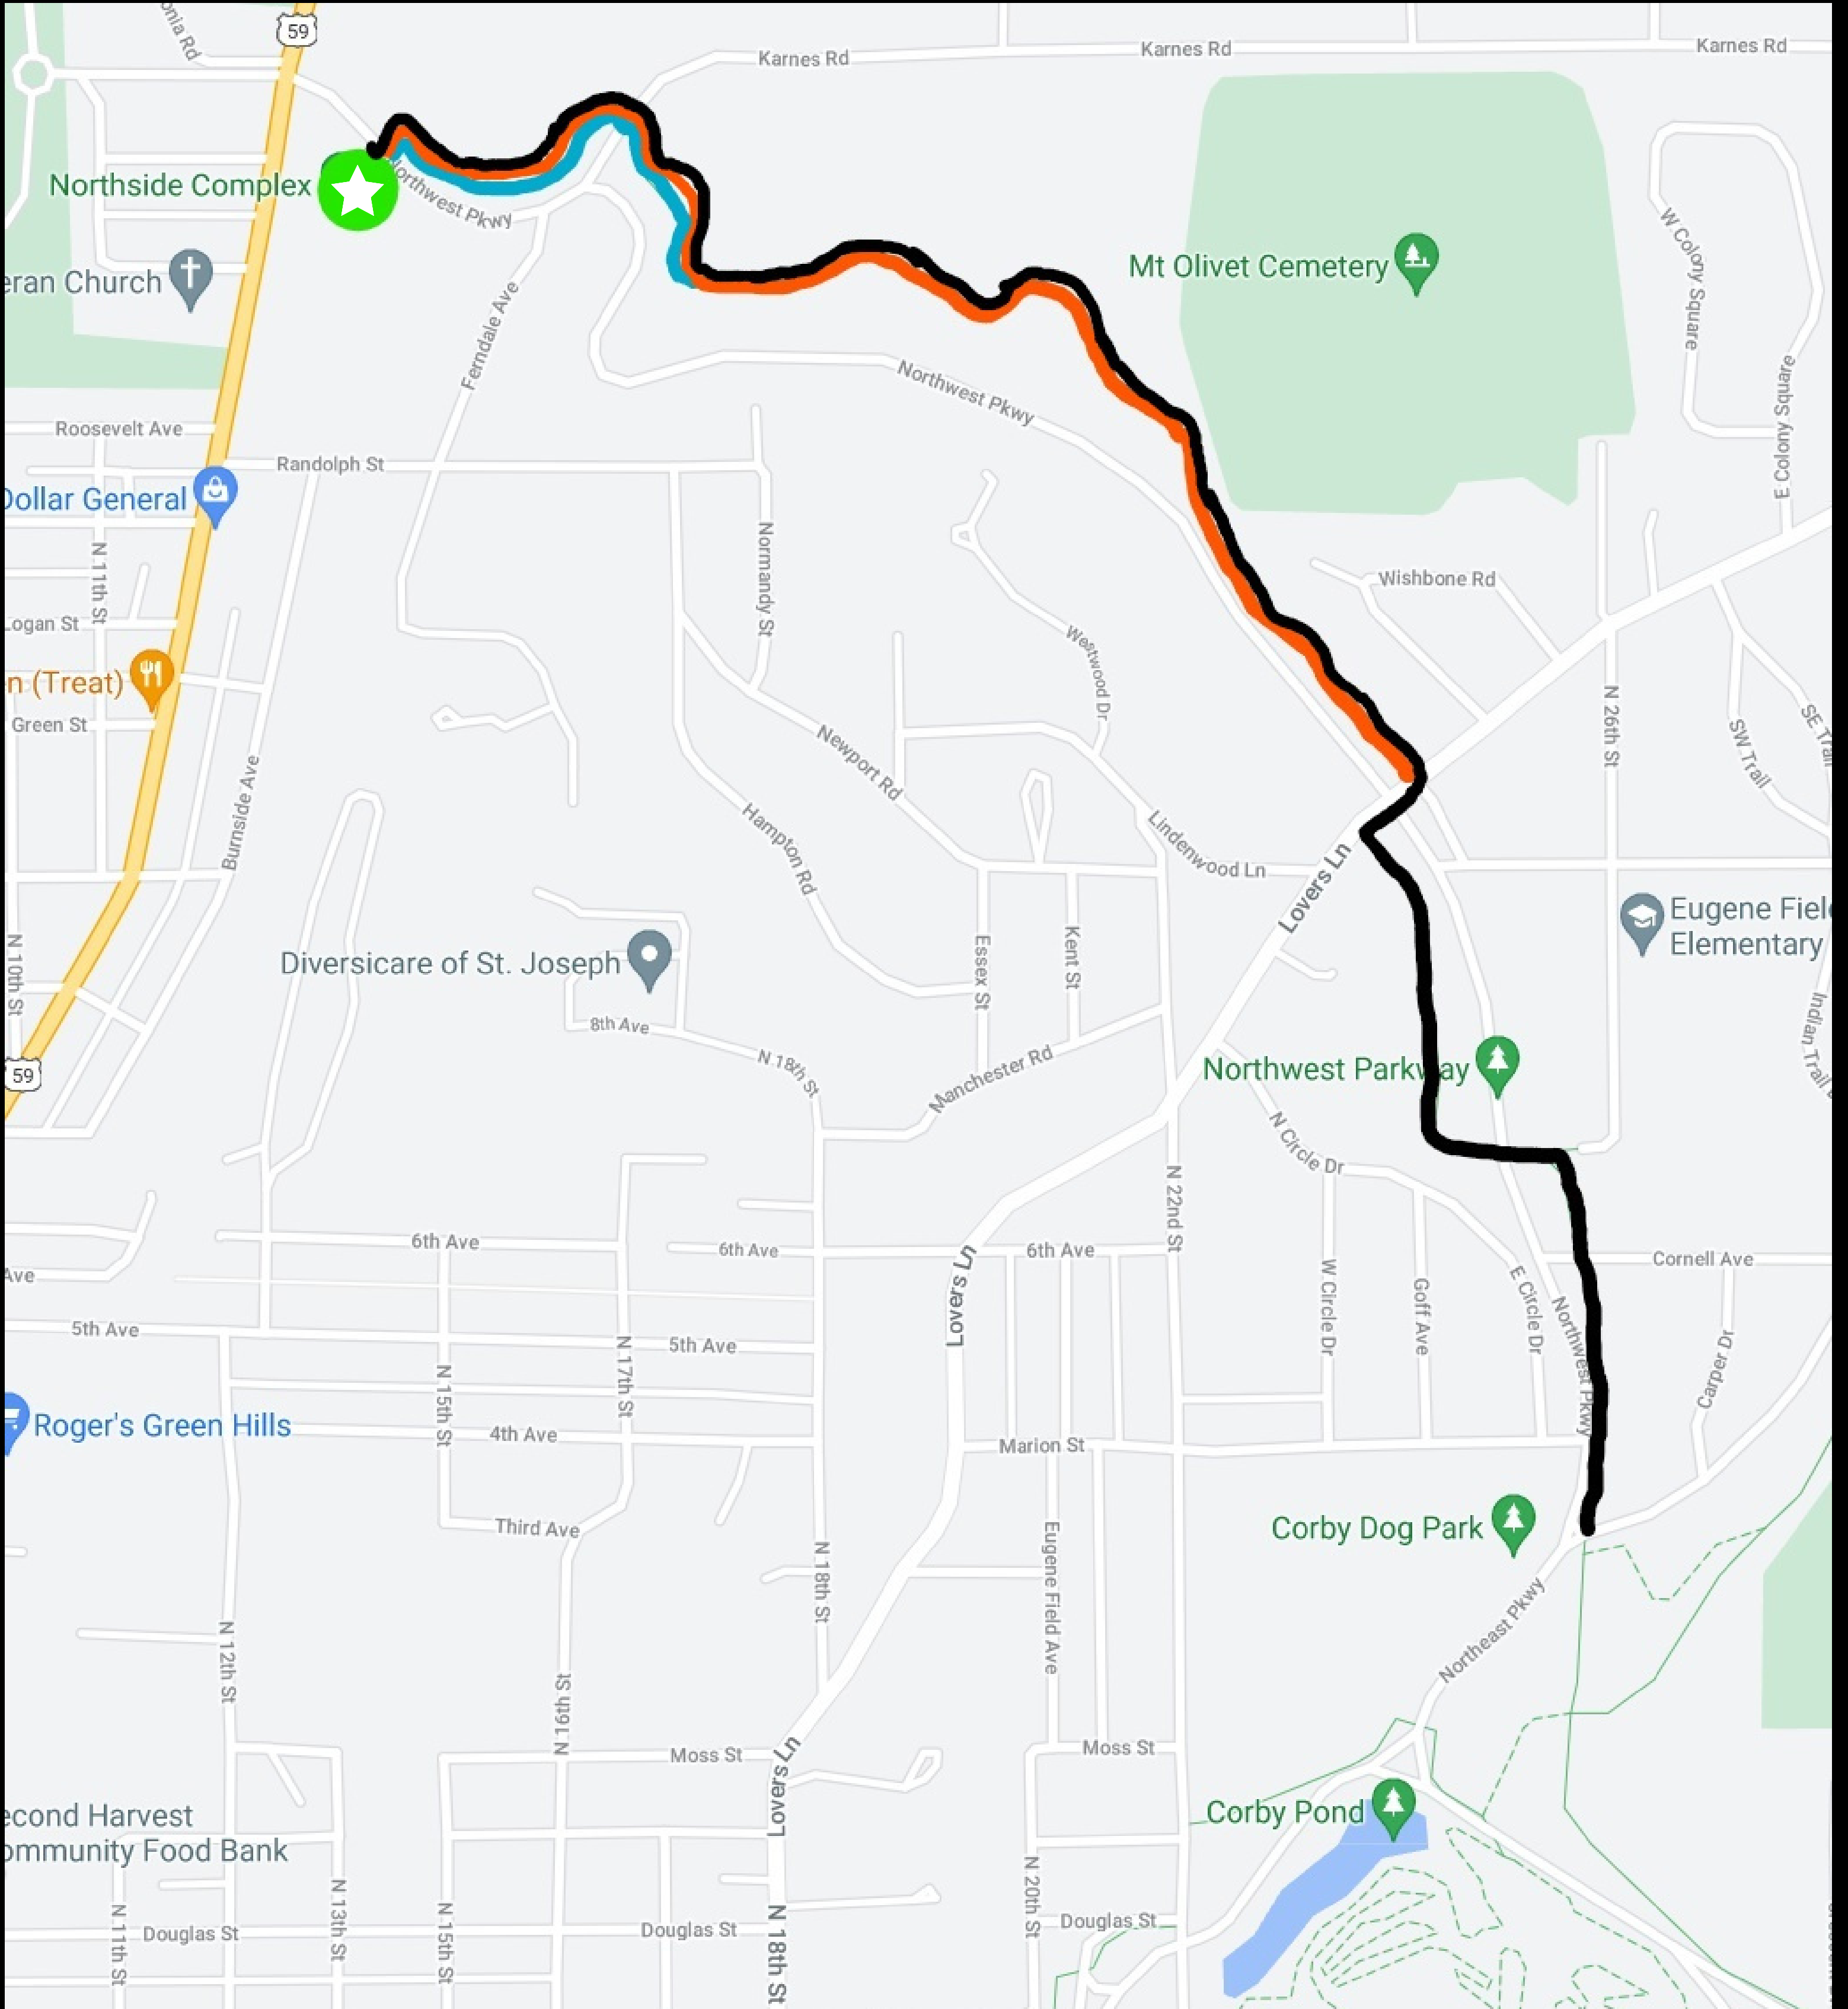 onia Rd
59
Karnes Rd
Karnes Rd
Karnes Rd
Northside Complex
Northwest Pkwy
eran Church
Mt Olivet Cemetery
W Colony Square
E Colony Square
Ferndale Ave
Northwest Pkwy
Roosevelt Ave
Randolph St
Dollar General
N 11th St
Normandy St
Wishbone Rd
Logan St
Westwood Dr
n (Treat)
Green St
N 26th St
SW Trail
SE Trail
Burnside Ave
Newport Rd
Hampton Rd
Lindenwood Ln
Lovers Ln
Eugene Field
Elementary
N 10th St
Diversicare of St. Joseph
Essex St
Kent St
8th Ave
N 18th St
Manchester Rd
Indian Trail
59
Northwest Parkway
N Circle Dr
N 22nd St
6th Ave
6th Ave
6th Ave
Cornell Ave
Ave
Lovers Ln
W Circle Dr
Goff Ave
E Circle Dr
Northwest Pkwy
Carper Dr
5th Ave
5th Ave
N 15th St
N 17th St
Roger's Green Hills
4th Ave
Marion St
Third Ave
Corby Dog Park
N 12th St
N 18th St
Eugene Field Ave
Northeast Pkwy
N 16th St
Moss St
Moss St
Lovers Ln
Corby Pond
econd Harvest
ommunity Food Bank
N 11th St
N 13th St
N 15th St
N 18th St
N 20th St
Douglas St
Douglas St
Douglas St